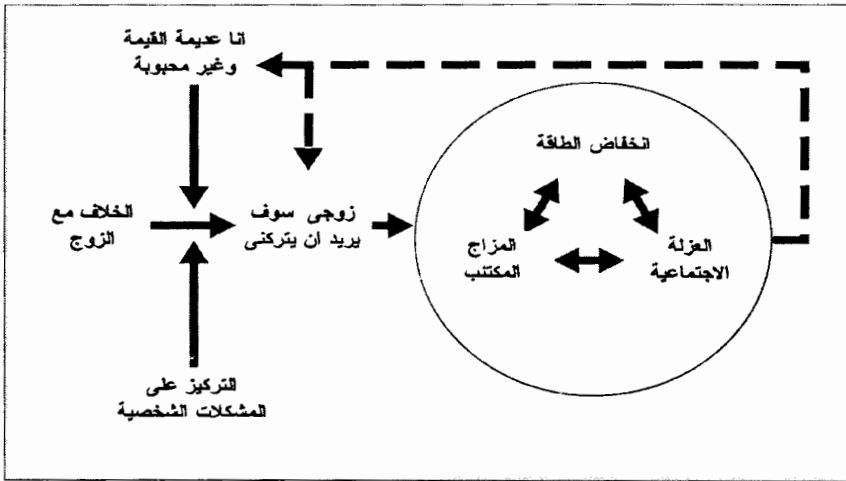 انا عديمة القيمة
وغير محبوبة
انخفاض الطاقة
الخلاف مع
الزوج
زوجى سوف
يريد ان يتركنى
المزاج
المكتئب
العزلة
الاجتماعية
التركيز على
المشكلات الشخصية